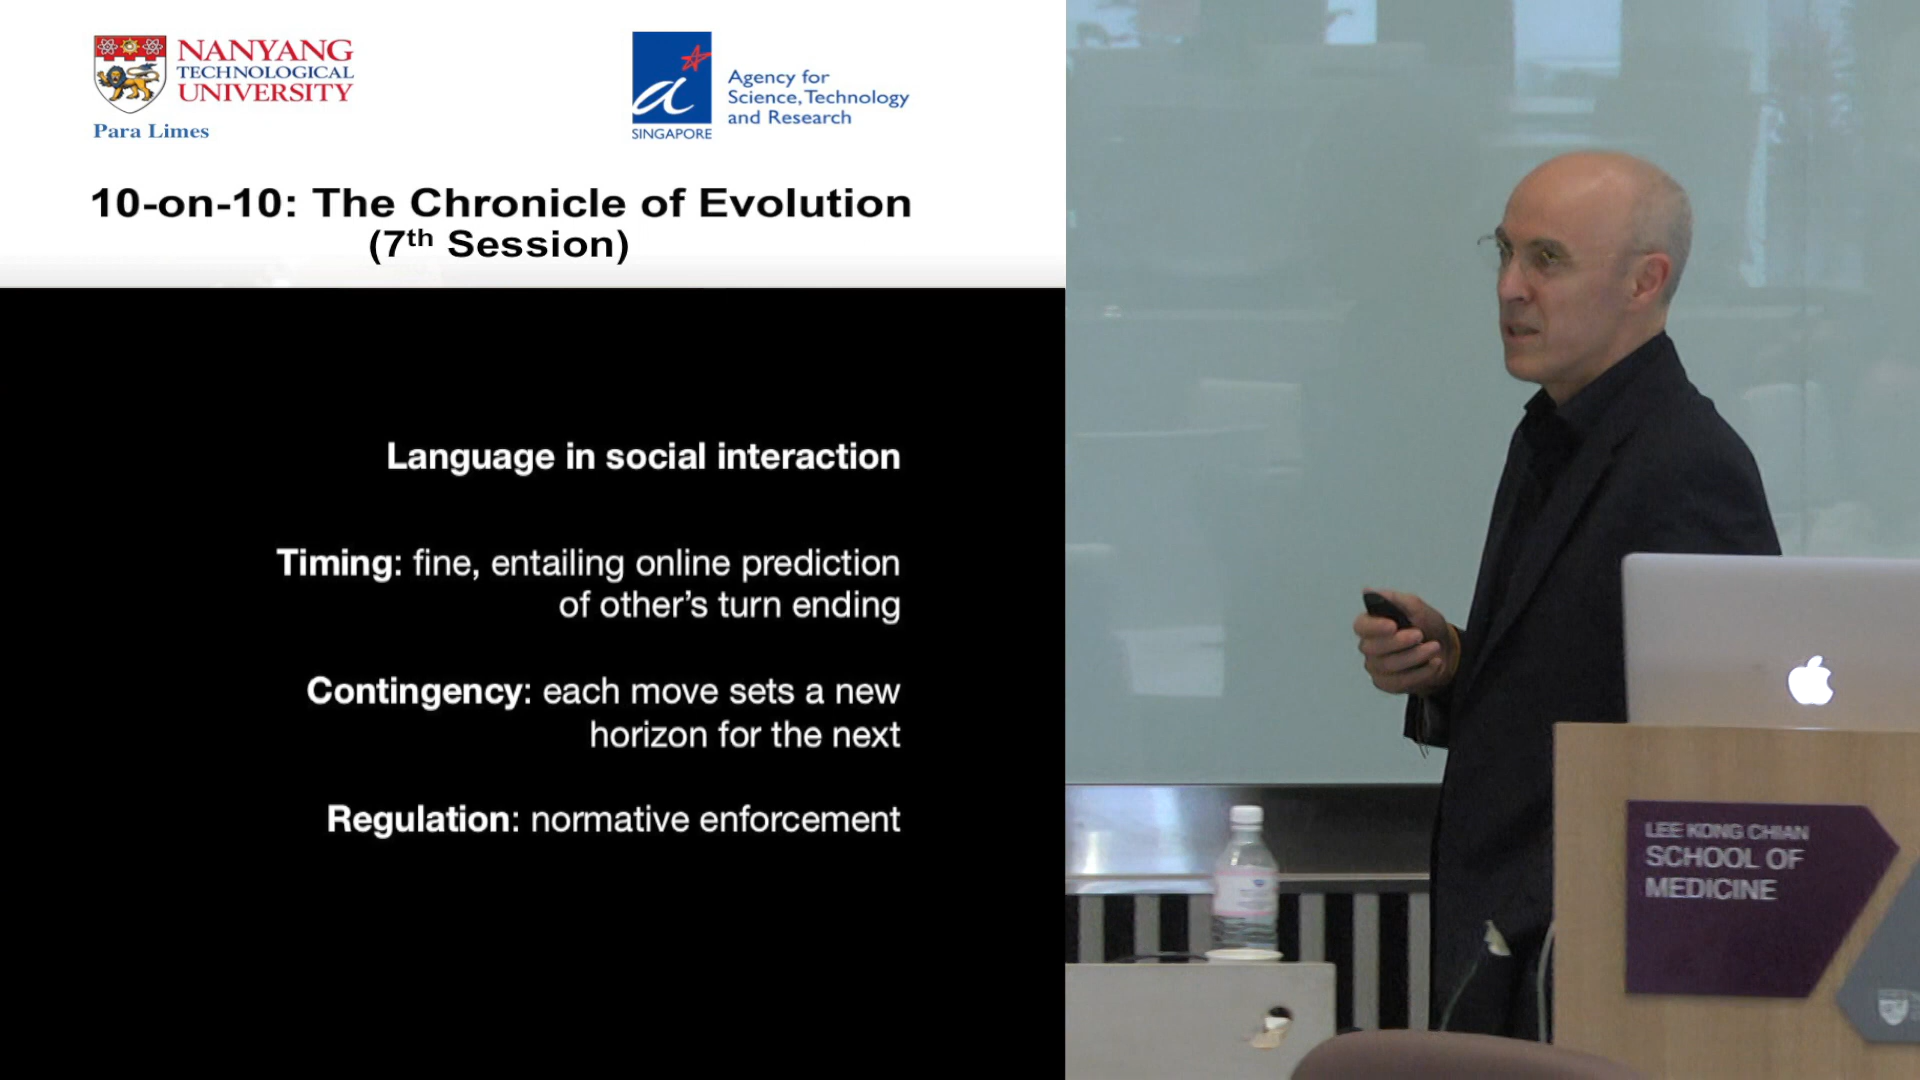 NANYANG
TECHNOLOGICAL
UNIVERSITY
Para Limes
a
SINGAPORE
Agency for
Science, Technology
and Research
10-on-10: The Chronicle of Evolution
(7th Session)
Language in social interaction
Timing: fine, entailing online prediction
of other's turn ending
Contingency: each move sets a new
horizon for the next
Regulation: normative enforcement
LEE KONG CHIAN
SCHOOL OF
MEDICINE